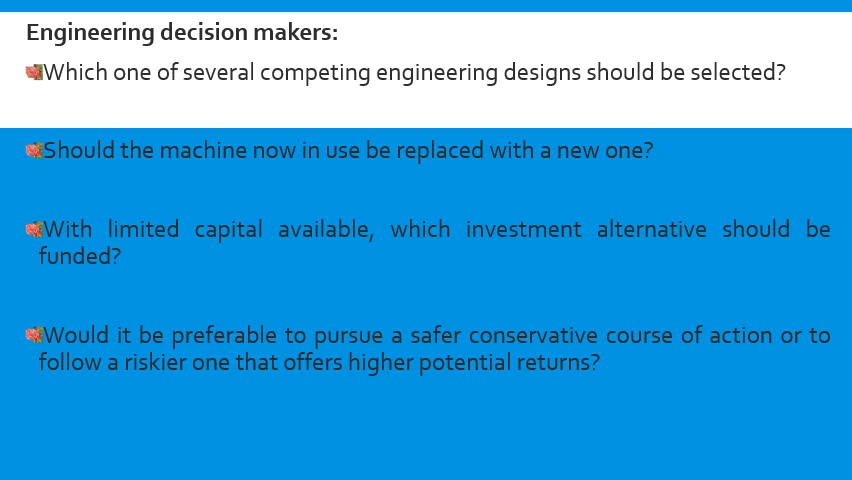 Engineering decision makers:
Which one of several competing engineering designs should be selected?
Should the machine now in use be replaced with a new one?
With limited capital available, which investment alternative should be
funded?
Would it be preferable to pursue a safer conservative course of action or to
follow a riskier one that offers higher potential returns?